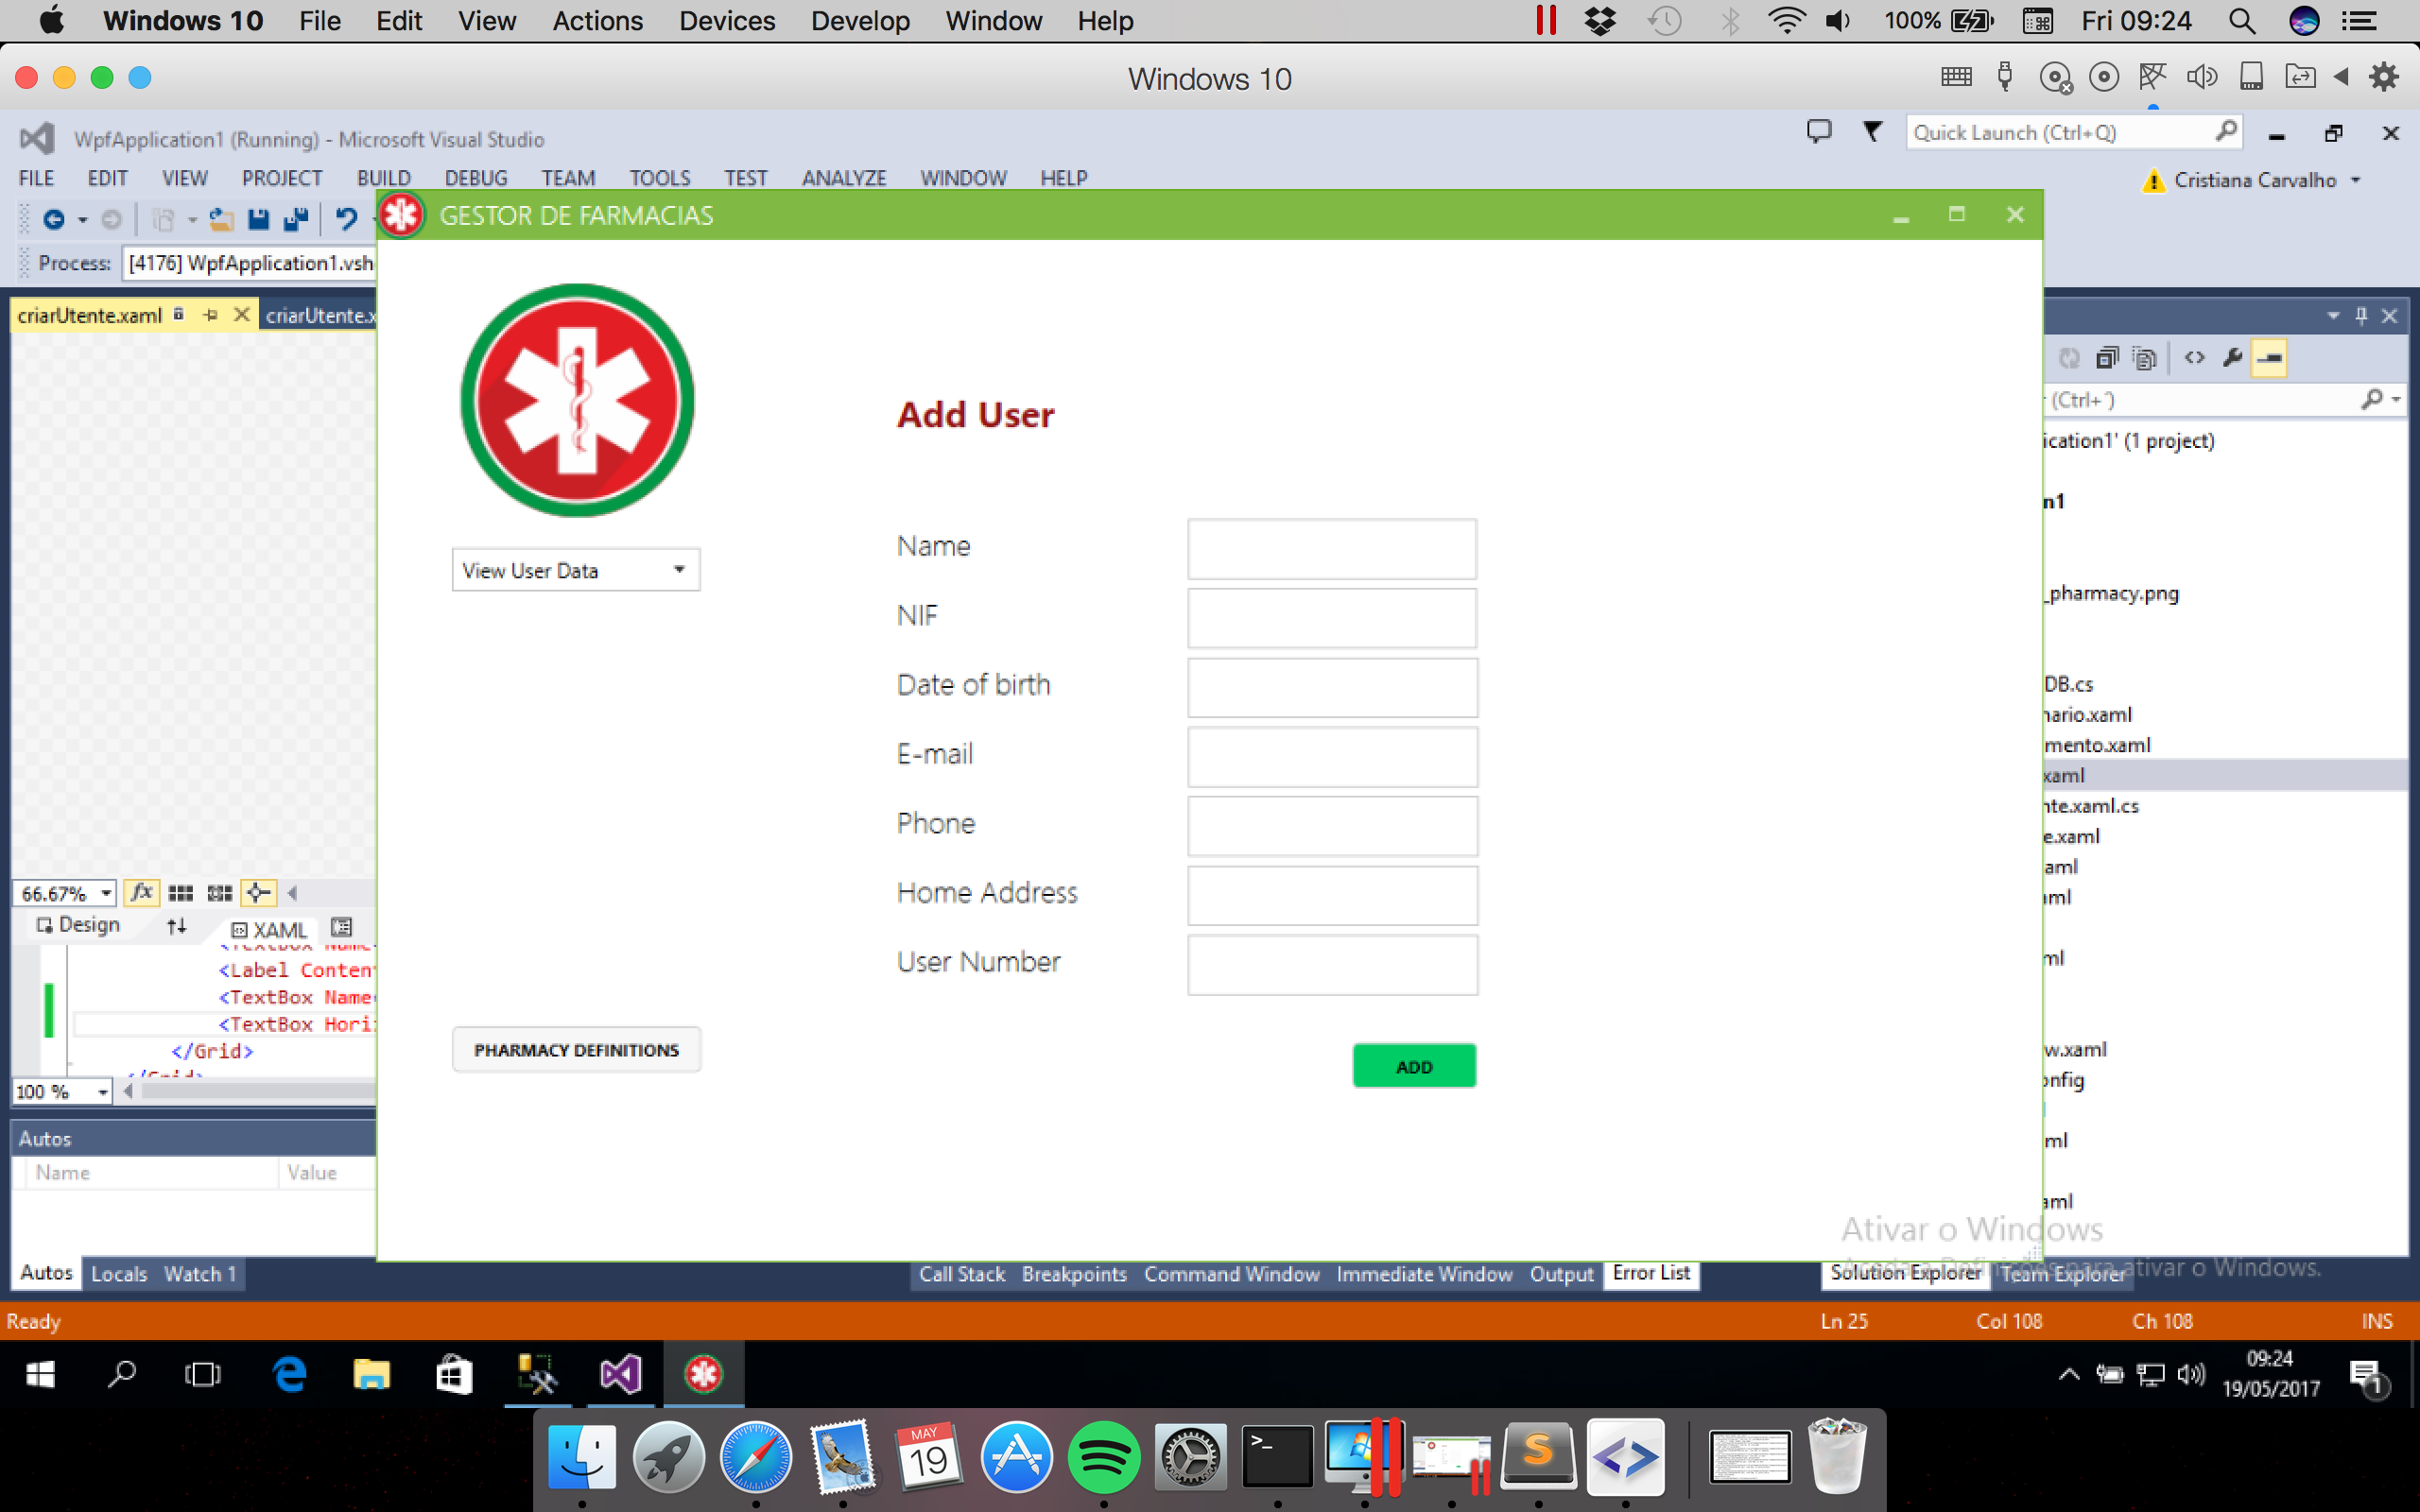 Windows 10 File Edit View Actions Devices Develop Window Help 100% Fri 09:24
Windows 10
WpfApplication1 (Running) - Microsoft Visual Studio Quick Launch (Ctrl+Q)
FILE EDIT VIEW PROJECT BUILD DEBUG TEAM TOOLS TEST ANALYZE WINDOW HELP Cristiana Carvalho
GESTOR DE FARMACIAS
Process: [4176] WpfApplication1.vsh
criarUtente.xaml criarUtente.x
(Ctrl+´)
Add User
ication1' (1 project)
n1
Name
View User Data
_pharmacy.png
NIF
Date of birth
DB.cs
nario.xaml
E-mail
mento.xaml
xaml
nte.xaml.cs
Phone
e.xaml
aml
66.67% fx
Home Address
ml
Design XAML
<TextBox Name
User Number
ml
<Label Conten
<TextBox Name
<TextBox Hori
</Grid>
PHARMACY DEFINITIONS
w.xaml
ADD
onfig
</Grid>
100 %
Autos
ml
Name Value
aml
Ativar o Windows
ativar o Windows.
Autos Locals Watch 1 Call Stack Breakpoints Command Window Immediate Window Output Error List Solution Explorer Team Explorer
Ready Ln 25 Col 108 Ch 108 INS
09:24
19/05/2017
1
MAY
19
>_
S